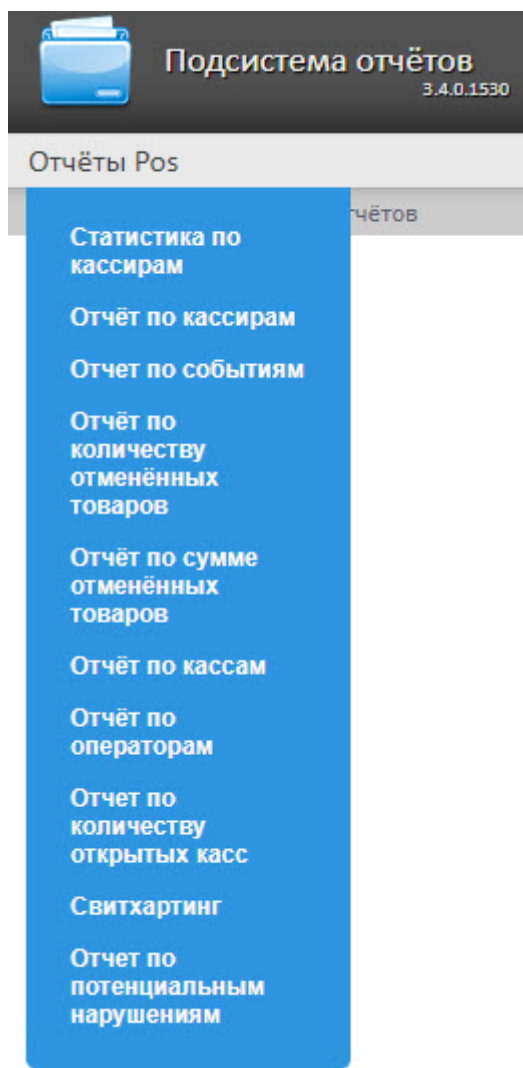 Подсистема отчётов
3.4.0.1530
Отчёты Pos
тчётов
Статистика по
кассирам
Отчёт по кассирам
Отчет по событиям
Отчёт по
количеству
отменённых
товаров
Отчёт по сумме
отменённых
товаров
Отчёт по кассам
Отчёт по
операторам
Отчет по
количеству
открытых касс
Свитхартинг
Отчет по
потенциальным
нарушениям